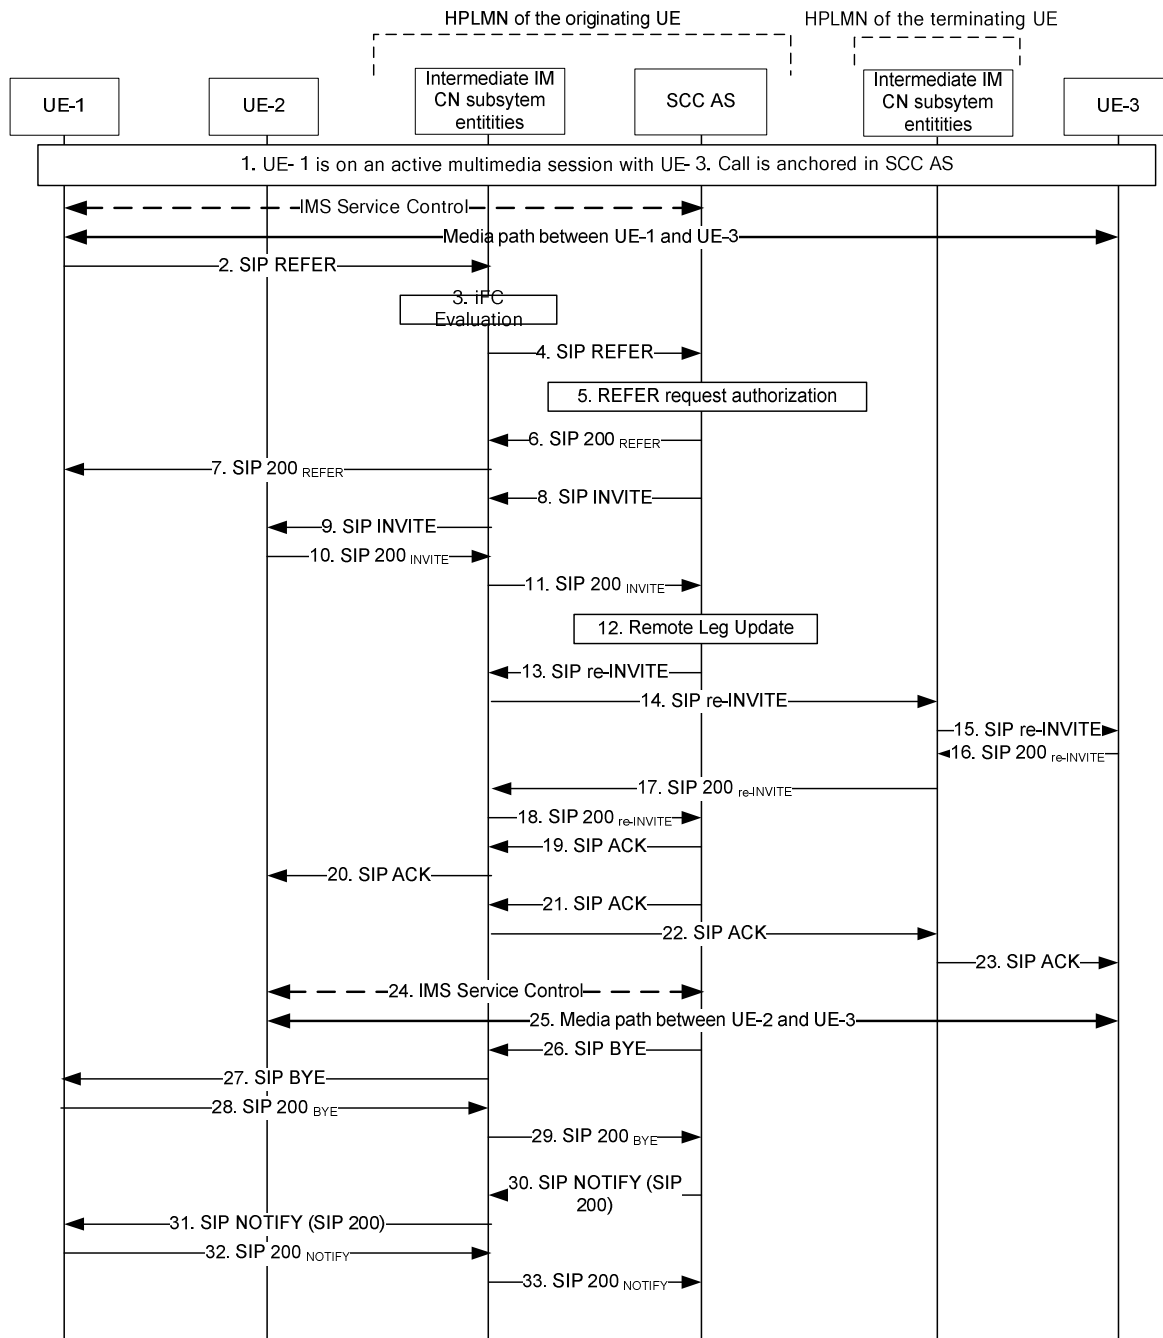 HPLMN of the originating UE
HPLMN of the terminating UE
UE-1
UE-2
Intermediate IM
CN subsytem
entitities
SCC AS
Intermediate IM
CN subsytem
entitities
UE-3
1. UE- 1 is on an active multimedia session with UE- 3. Call is anchored in SCC AS
IMS Service Control
Media path between UE-1 and UE-3
2. SIP REFER
3. iFC
Evaluation
4. SIP REFER
5. REFER request authorization
6. SIP 200 REFER
7. SIP 200 REFER
8. SIP INVITE
9. SIP INVITE
10. SIP 200 INVITE
11. SIP 200 INVITE
12. Remote Leg Update
13. SIP re-INVITE
14. SIP re-INVITE
15. SIP re-INVITE
16. SIP 200 re-INVITE
17. SIP 200 re-INVITE
18. SIP 200 re-INVITE
19. SIP ACK
20. SIP ACK
21. SIP ACK
22. SIP ACK
23. SIP ACK
24. IMS Service Control
25. Media path between UE-2 and UE-3
26. SIP BYE
27. SIP BYE
28. SIP 200 BYE
29. SIP 200 BYE
30. SIP NOTIFY (SIP
200)
31. SIP NOTIFY (SIP 200)
32. SIP 200 NOTIFY
33. SIP 200 NOTIFY